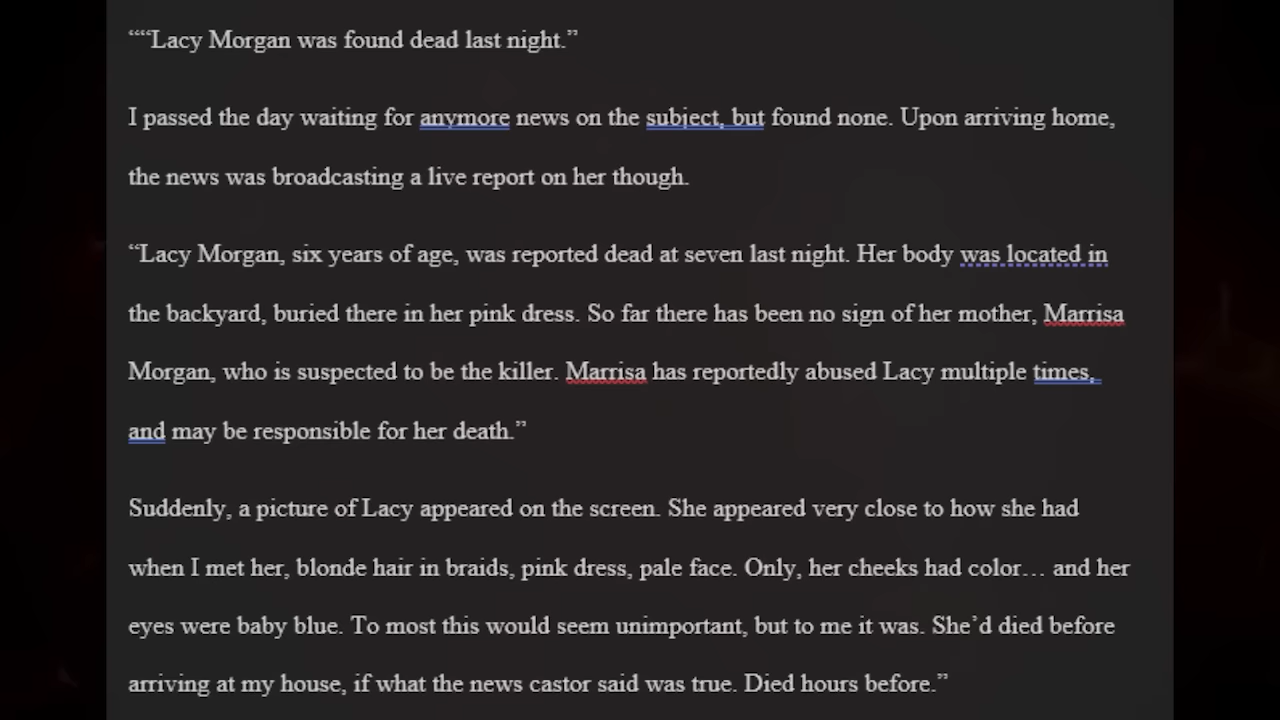 ““Lacy Morgan was found dead last night.”
I passed the day waiting for anymore news on the subject, but found none. Upon arriving home,
the news was broadcasting a live report on her though.
“Lacy Morgan, six years of age, was reported dead at seven last night. Her body was located in
the backyard, buried there in her pink dress. So far there has been no sign of her mother, Marrisa
Morgan, who is suspected to be the killer. Marrisa has reportedly abused Lacy multiple times,
and may be responsible for her death.”
Suddenly, a picture of Lacy appeared on the screen. She appeared very close to how she had
when I met her, blonde hair in braids, pink dress, pale face. Only, her cheeks had color… and her
eyes were baby blue. To most this would seem unimportant, but to me it was. She’d died before
arriving at my house, if what the news castor said was true. Died hours before.”